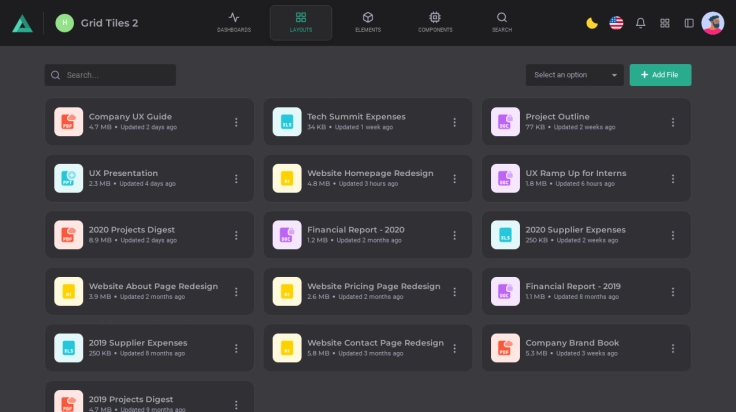 H
Grid Tiles 2
DASHBOARDS
LAYOUTS
ELEMENTS
COMPONENTS
SEARCH
Search...
Select an option
+ Add File
PDF
Company UX Guide
4.7 MB • Updated 2 days ago
XLS
Tech Summit Expenses
34 KB • Updated 1 week ago
DOC
Project Outline
77 KB • Updated 2 weeks ago
PPT
UX Presentation
2.3 MB • Updated 4 days ago
AI
Website Homepage Redesign
4.8 MB • Updated 3 hours ago
DOC
UX Ramp Up for Interns
1.8 MB • Updated 6 hours ago
PDF
2020 Projects Digest
8.9 MB • Updated 2 days ago
DOC
Financial Report - 2020
1.2 MB • Updated 2 months ago
XLS
2020 Supplier Expenses
250 KB • Updated 2 weeks ago
AI
Website About Page Redesign
3.9 MB • Updated 2 months ago
AI
Website Pricing Page Redesign
2.6 MB • Updated 2 months ago
DOC
Financial Report - 2019
1.1 MB • Updated 8 months ago
XLS
2019 Supplier Expenses
250 KB • Updated 8 months ago
AI
Website Contact Page Redesign
5.8 MB • Updated 3 months ago
PDF
Company Brand Book
5.3 MB • Updated 3 weeks ago
PDF
2019 Projects Digest
4.7 MB • Updated 9 months ago